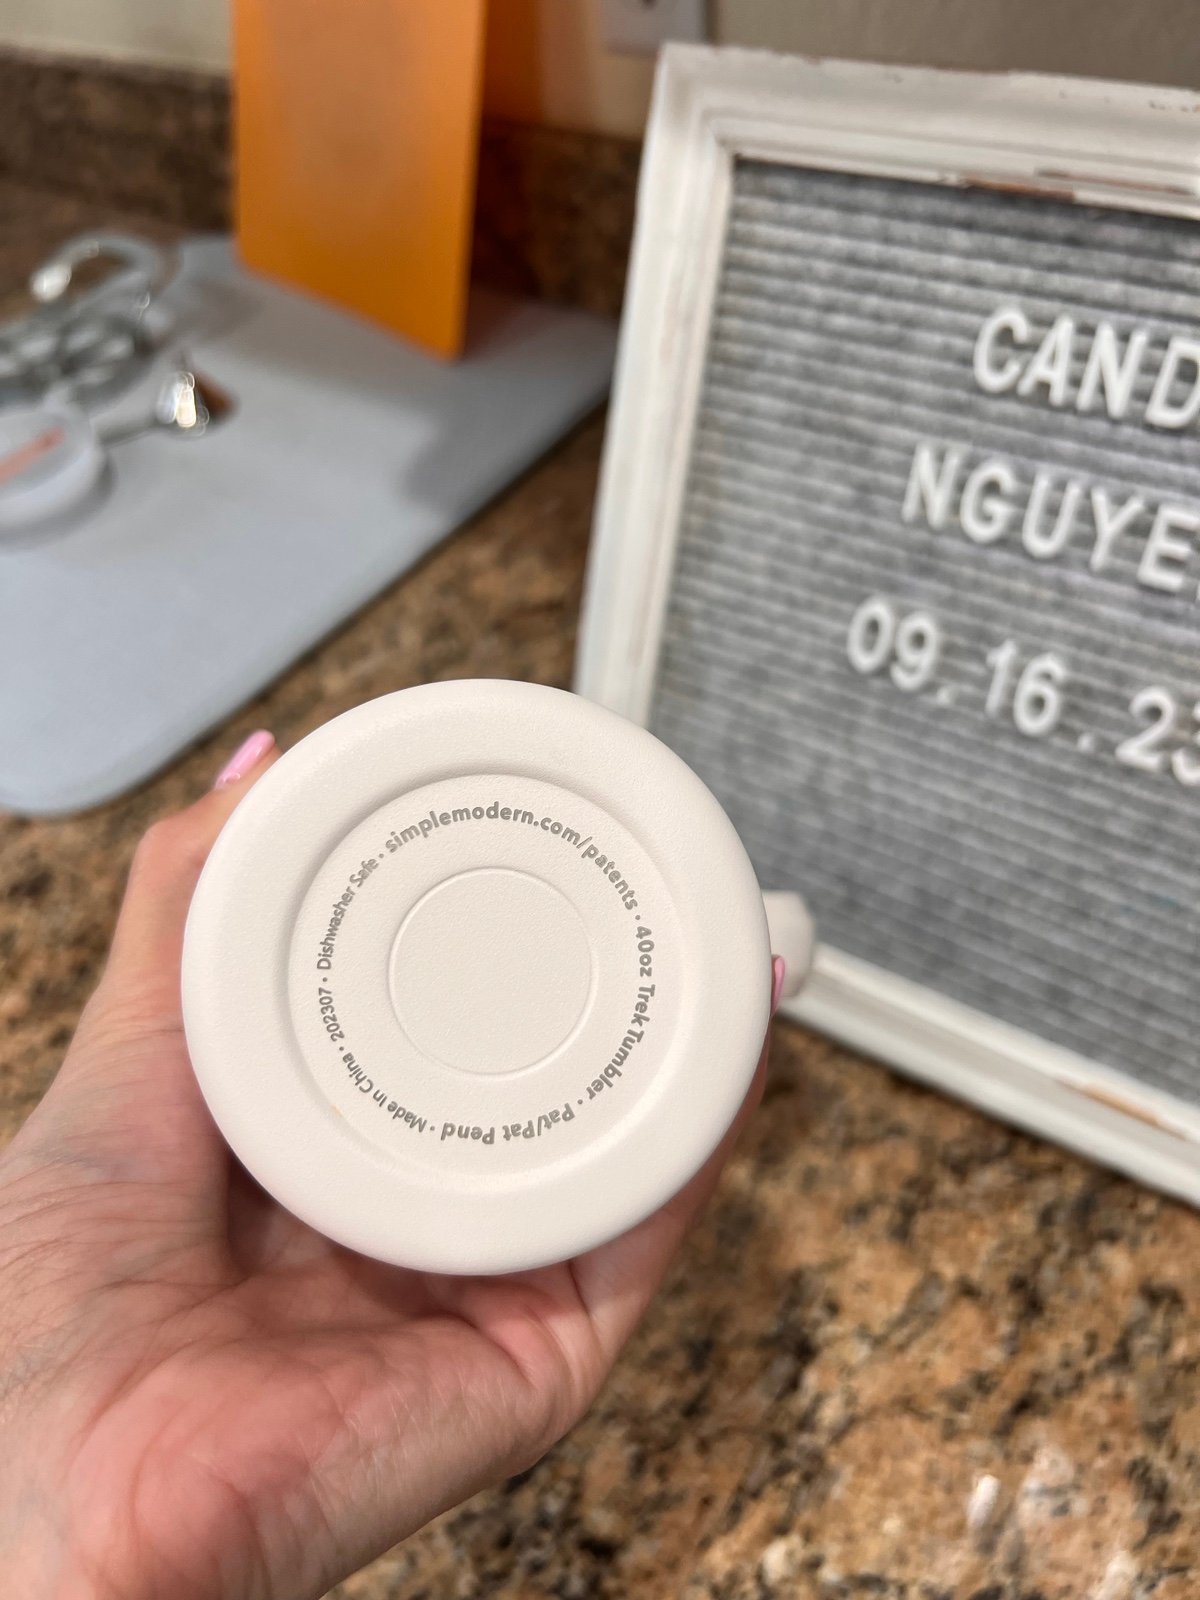 CAND
NGUYE
09.16.23
simplemodern.com/patents · 40oz Trek Tumbler · Pat/Pat Pend · Made In China · 202307 · Dishwasher Safe ·